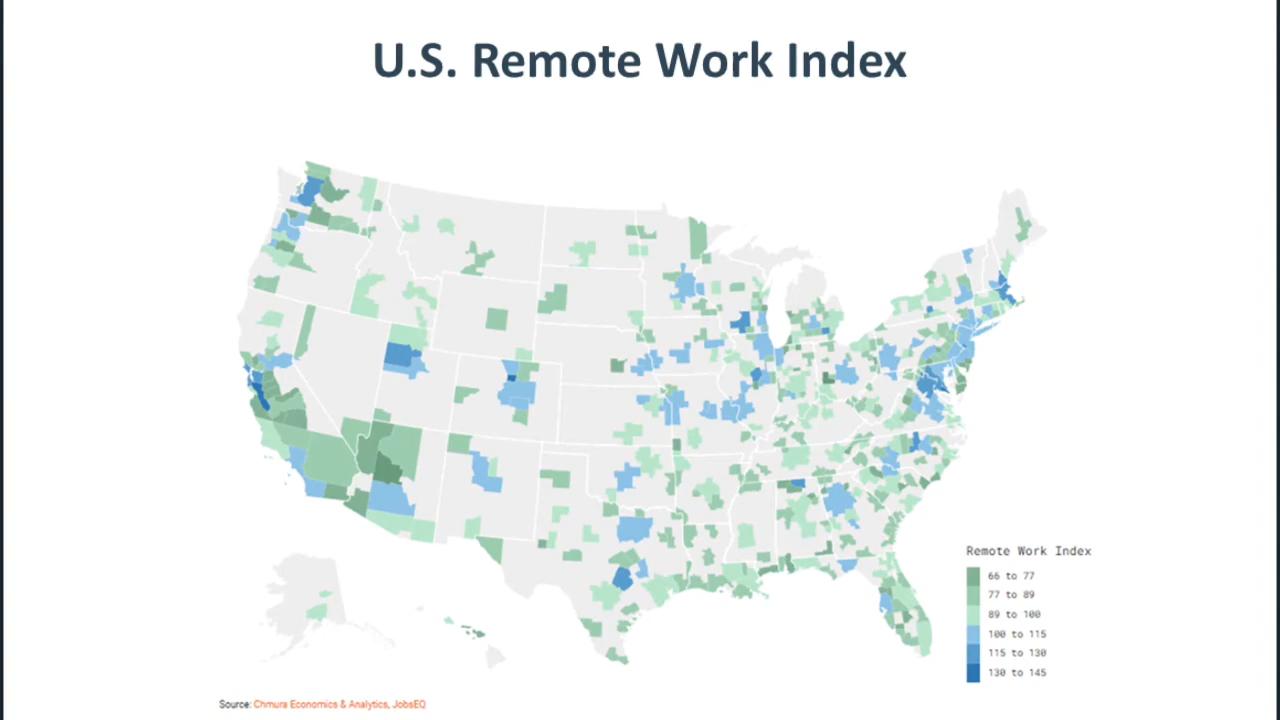 U.S. Remote Work Index
Remote Work Index
66 to 77
77 to 89
89 to 100
100 to 115
115 to 130
130 to 145
Source: Chmura Economics & Analytics, JobsEQ